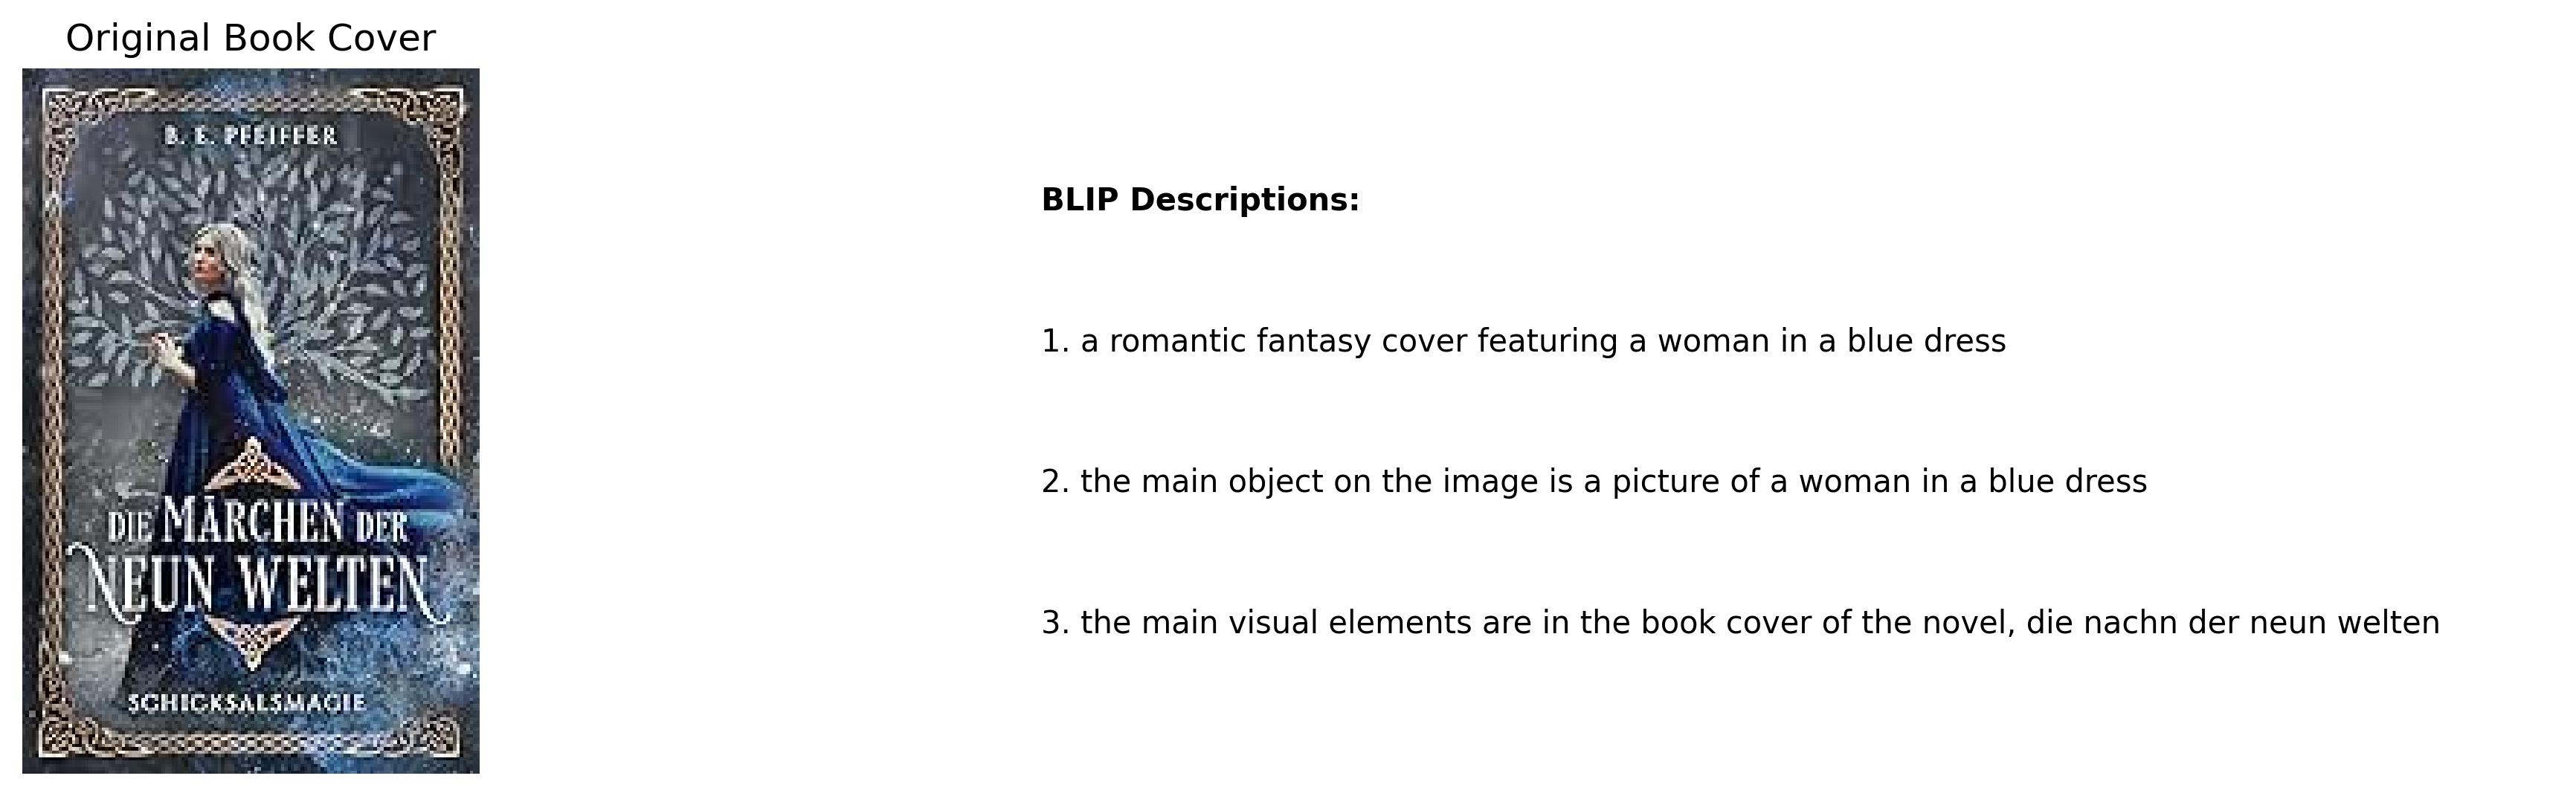 Original Book Cover
B. E. PFEIFFER
DIE MÄRCHEN DER
NEUN WELTEN
SCHICKSALSMAGIE
BLIP Descriptions:
1. a romantic fantasy cover featuring a woman in a blue dress
2. the main object on the image is a picture of a woman in a blue dress
3. the main visual elements are in the book cover of the novel, die nachn der neun welten